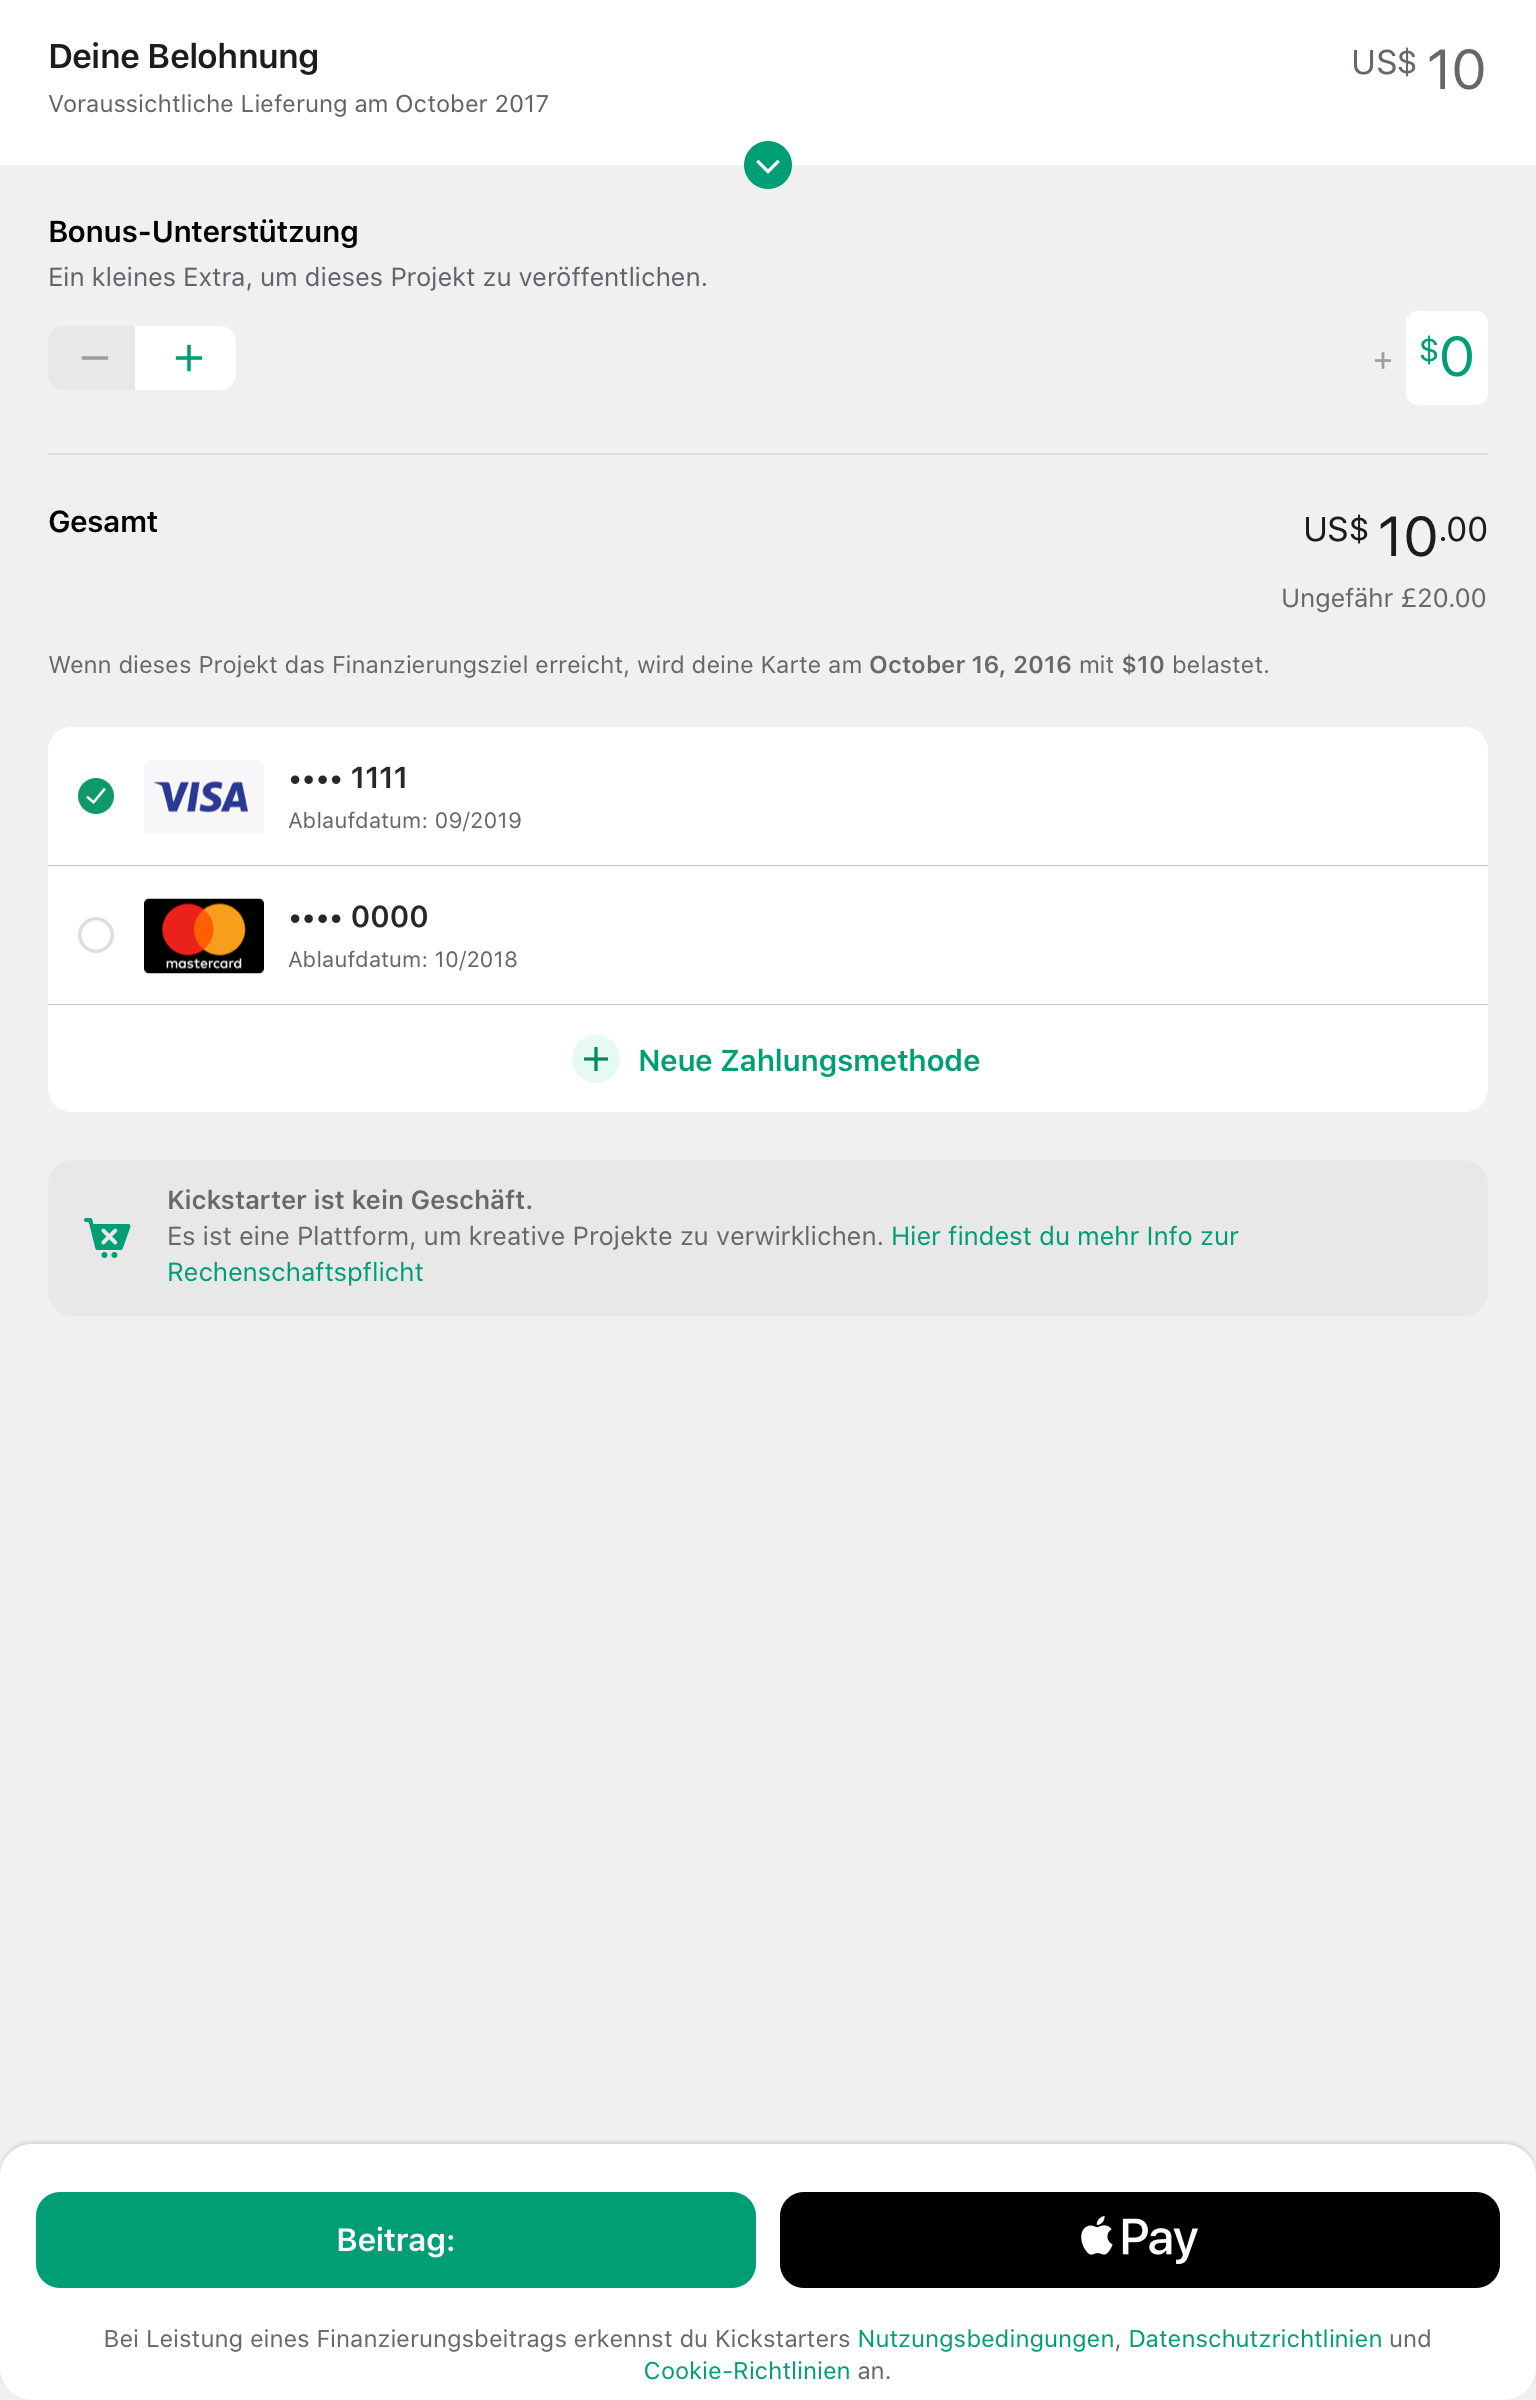 Deine Belohnung
US$ 10
Voraussichtliche Lieferung am October 2017
Bonus-Unterstützung
Ein kleines Extra, um dieses Projekt zu veröffentlichen.
− +
+ $0
Gesamt
US$ 10.00
Ungefähr £20.00
Wenn dieses Projekt das Finanzierungsziel erreicht, wird deine Karte am October 16, 2016 mit $10 belastet.
VISA
•••• 1111
Ablaufdatum: 09/2019
mastercard
•••• 0000
Ablaufdatum: 10/2018
+ Neue Zahlungsmethode
Kickstarter ist kein Geschäft.
Es ist eine Plattform, um kreative Projekte zu verwirklichen. Hier findest du mehr Info zur
Rechenschaftspflicht
Beitrag:
Pay
Bei Leistung eines Finanzierungsbeitrags erkennst du Kickstarters Nutzungsbedingungen, Datenschutzrichtlinien und
Cookie-Richtlinien an.